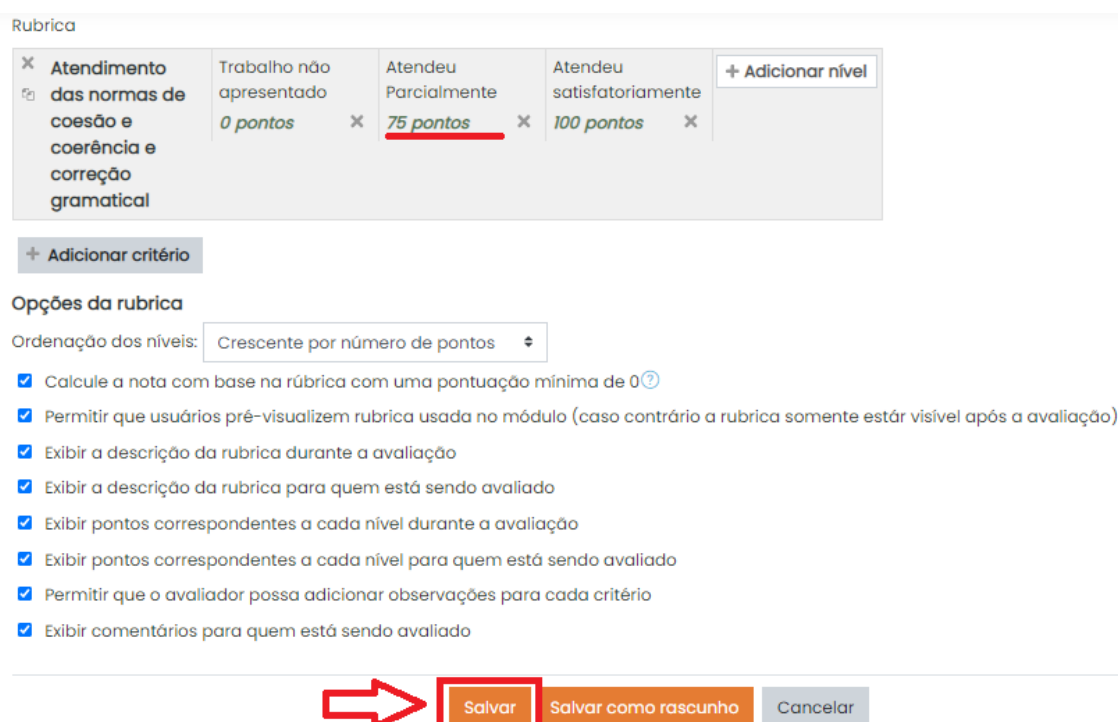 Rubrica
Atendimento das normas de coesão e coerência e correção gramatical
Trabalho não apresentado
0 pontos
Atendeu Parcialmente
75 pontos
Atendeu satisfatoriamente
100 pontos
+ Adicionar nível
+ Adicionar critério
Opções da rubrica
Ordenação dos níveis: Crescente por número de pontos
Calcule a nota com base na rúbrica com uma pontuação mínima de 0?
Permitir que usuários pré-visualizem rubrica usada no módulo (caso contrário a rubrica somente estár visível após a avaliação)
Exibir a descrição da rubrica durante a avaliação
Exibir a descrição da rubrica para quem está sendo avaliado
Exibir pontos correspondentes a cada nível durante a avaliação
Exibir pontos correspondentes a cada nível para quem está sendo avaliado
Permitir que o avaliador possa adicionar observações para cada critério
Exibir comentários para quem está sendo avaliado
Salvar Salvar como rascunho Cancelar